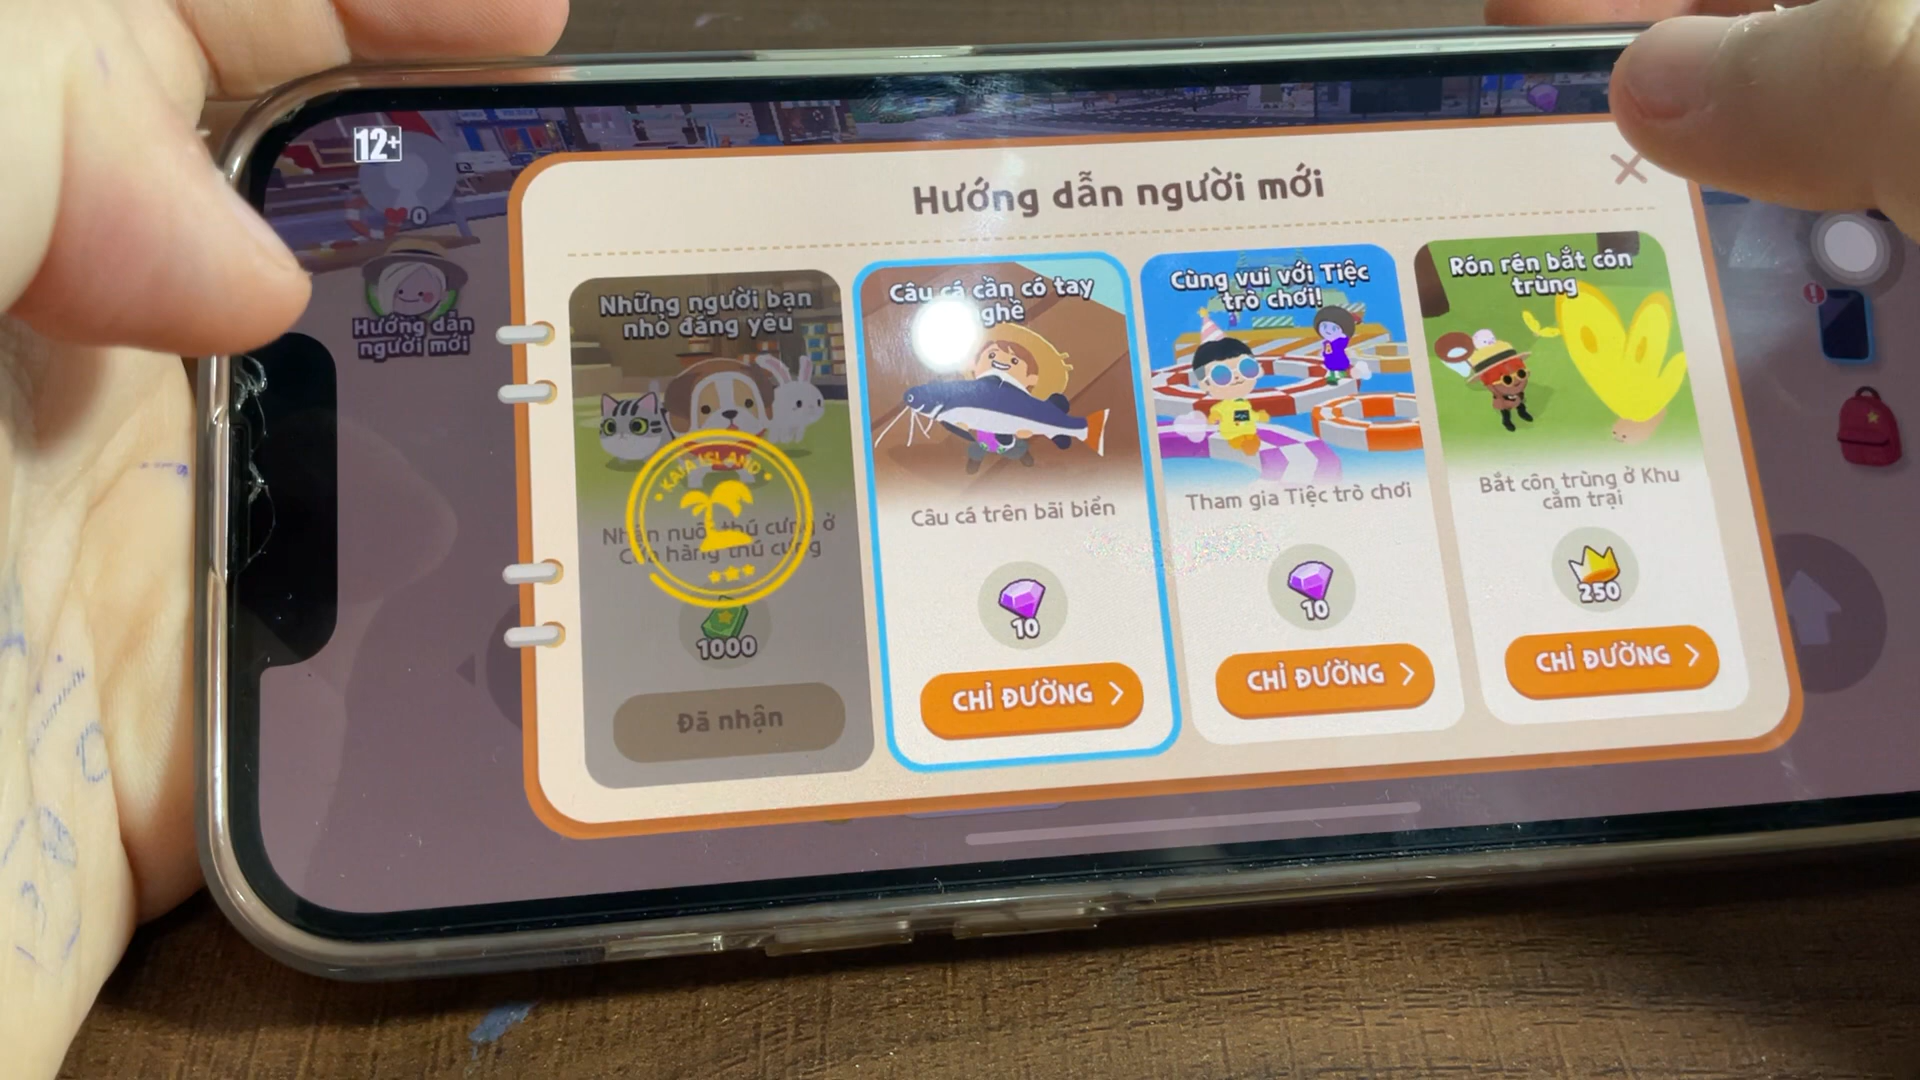 12+
0
Hướng dẫn
người mới
Hướng dẫn người mới
Những người bạn
nhỏ đáng yêu
KAIA ISLAND
Nhận nuôi thú cưng ở
Cửa hàng thú cưng
1000
Đã nhận
Câu cá cần có tay
nghề
Câu cá trên bãi biển
10
CHỈ ĐƯỜNG
Cùng vui với Tiệc
trò chơi!
Tham gia Tiệc trò chơi
10
CHỈ ĐƯỜNG
Rón rén bắt côn
trùng
Bắt côn trùng ở Khu
cắm trại
250
CHỈ ĐƯỜNG